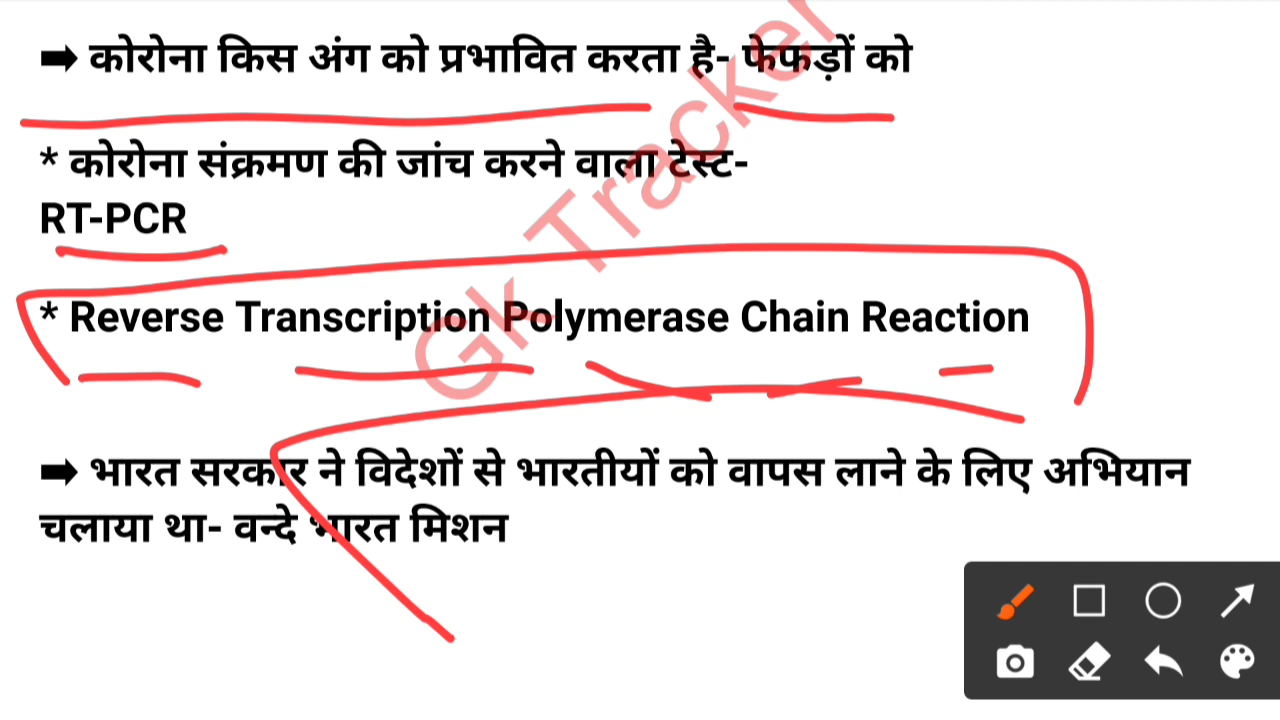 ➡ कोरोना किस अंग को प्रभावित करता है- फेफड़ों को
* कोरोना संक्रमण की जांच करने वाला टेस्ट-
RT-PCR
* Reverse Transcription Polymerase Chain Reaction
➡ भारत सरकार ने विदेशों से भारतीयों को वापस लाने के लिए अभियान
चलाया था- वन्दे भारत मिशन
Gk Tracker